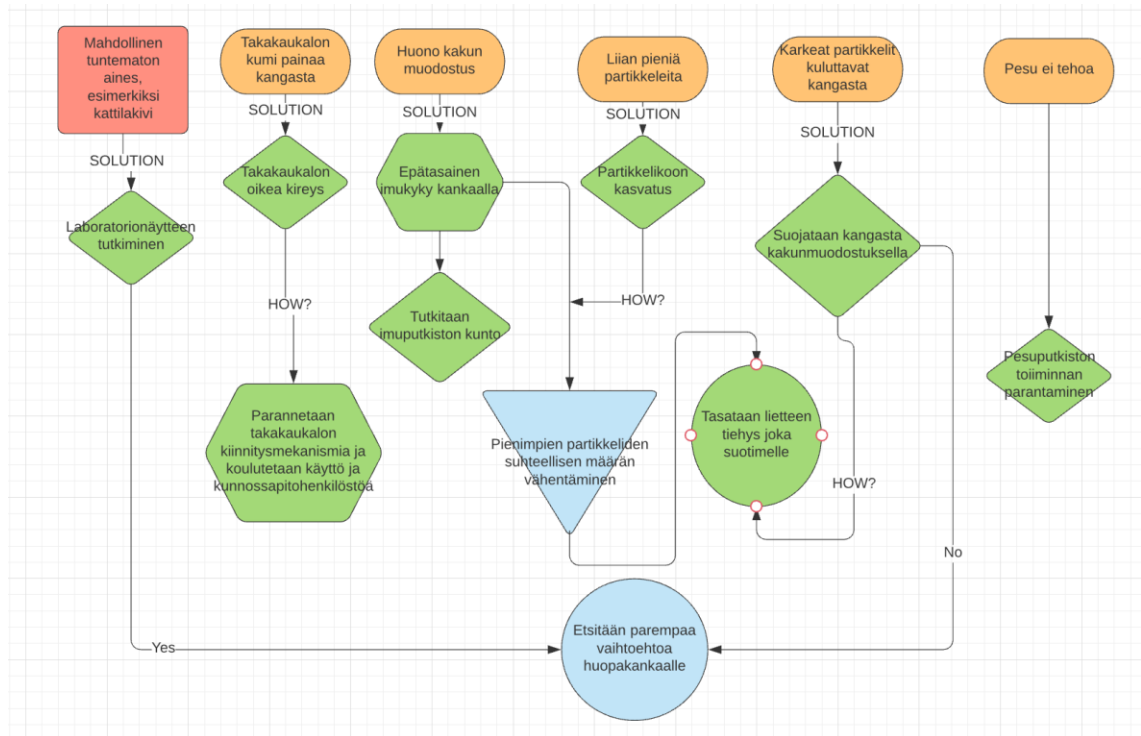 Mahdollinen
tuntematon
aines,
esimerkiksi
kattilakivi
Takakaukalon
kumi painaa
kangasta
Huono kakun
muodostus
Liian pieniä
partikkeleita
Karkeat partikkelit
kuluttavat
kangasta
Pesu ei tehoa
SOLUTION
SOLUTION
SOLUTION
SOLUTION
SOLUTION
Laboratorionäytteen
tutkiminen
Takakaukalon
oikea kireys
Epätasainen
imukyky kankaalla
Partikkelikoon
kasvatus
Suojataan kangasta
kakunmuodostuksella
HOW?
HOW?
Tutkitaan
imuputkiston kunto
Pesuputkiston
toiiminnan
parantaminen
Parannetaan
takakaukalon
kiinnitysmekanismia ja
koulutetaan käyttö ja
kunnossapitohenkilöstöä
Pienimpien partikkeliden
suhteellisen määrän
vähentäminen
Tasataan lietteen
tiehys joka
suotimelle
HOW?
No
Yes
Etsitään parempaa
vaihtoehtoa
huopakankaalle